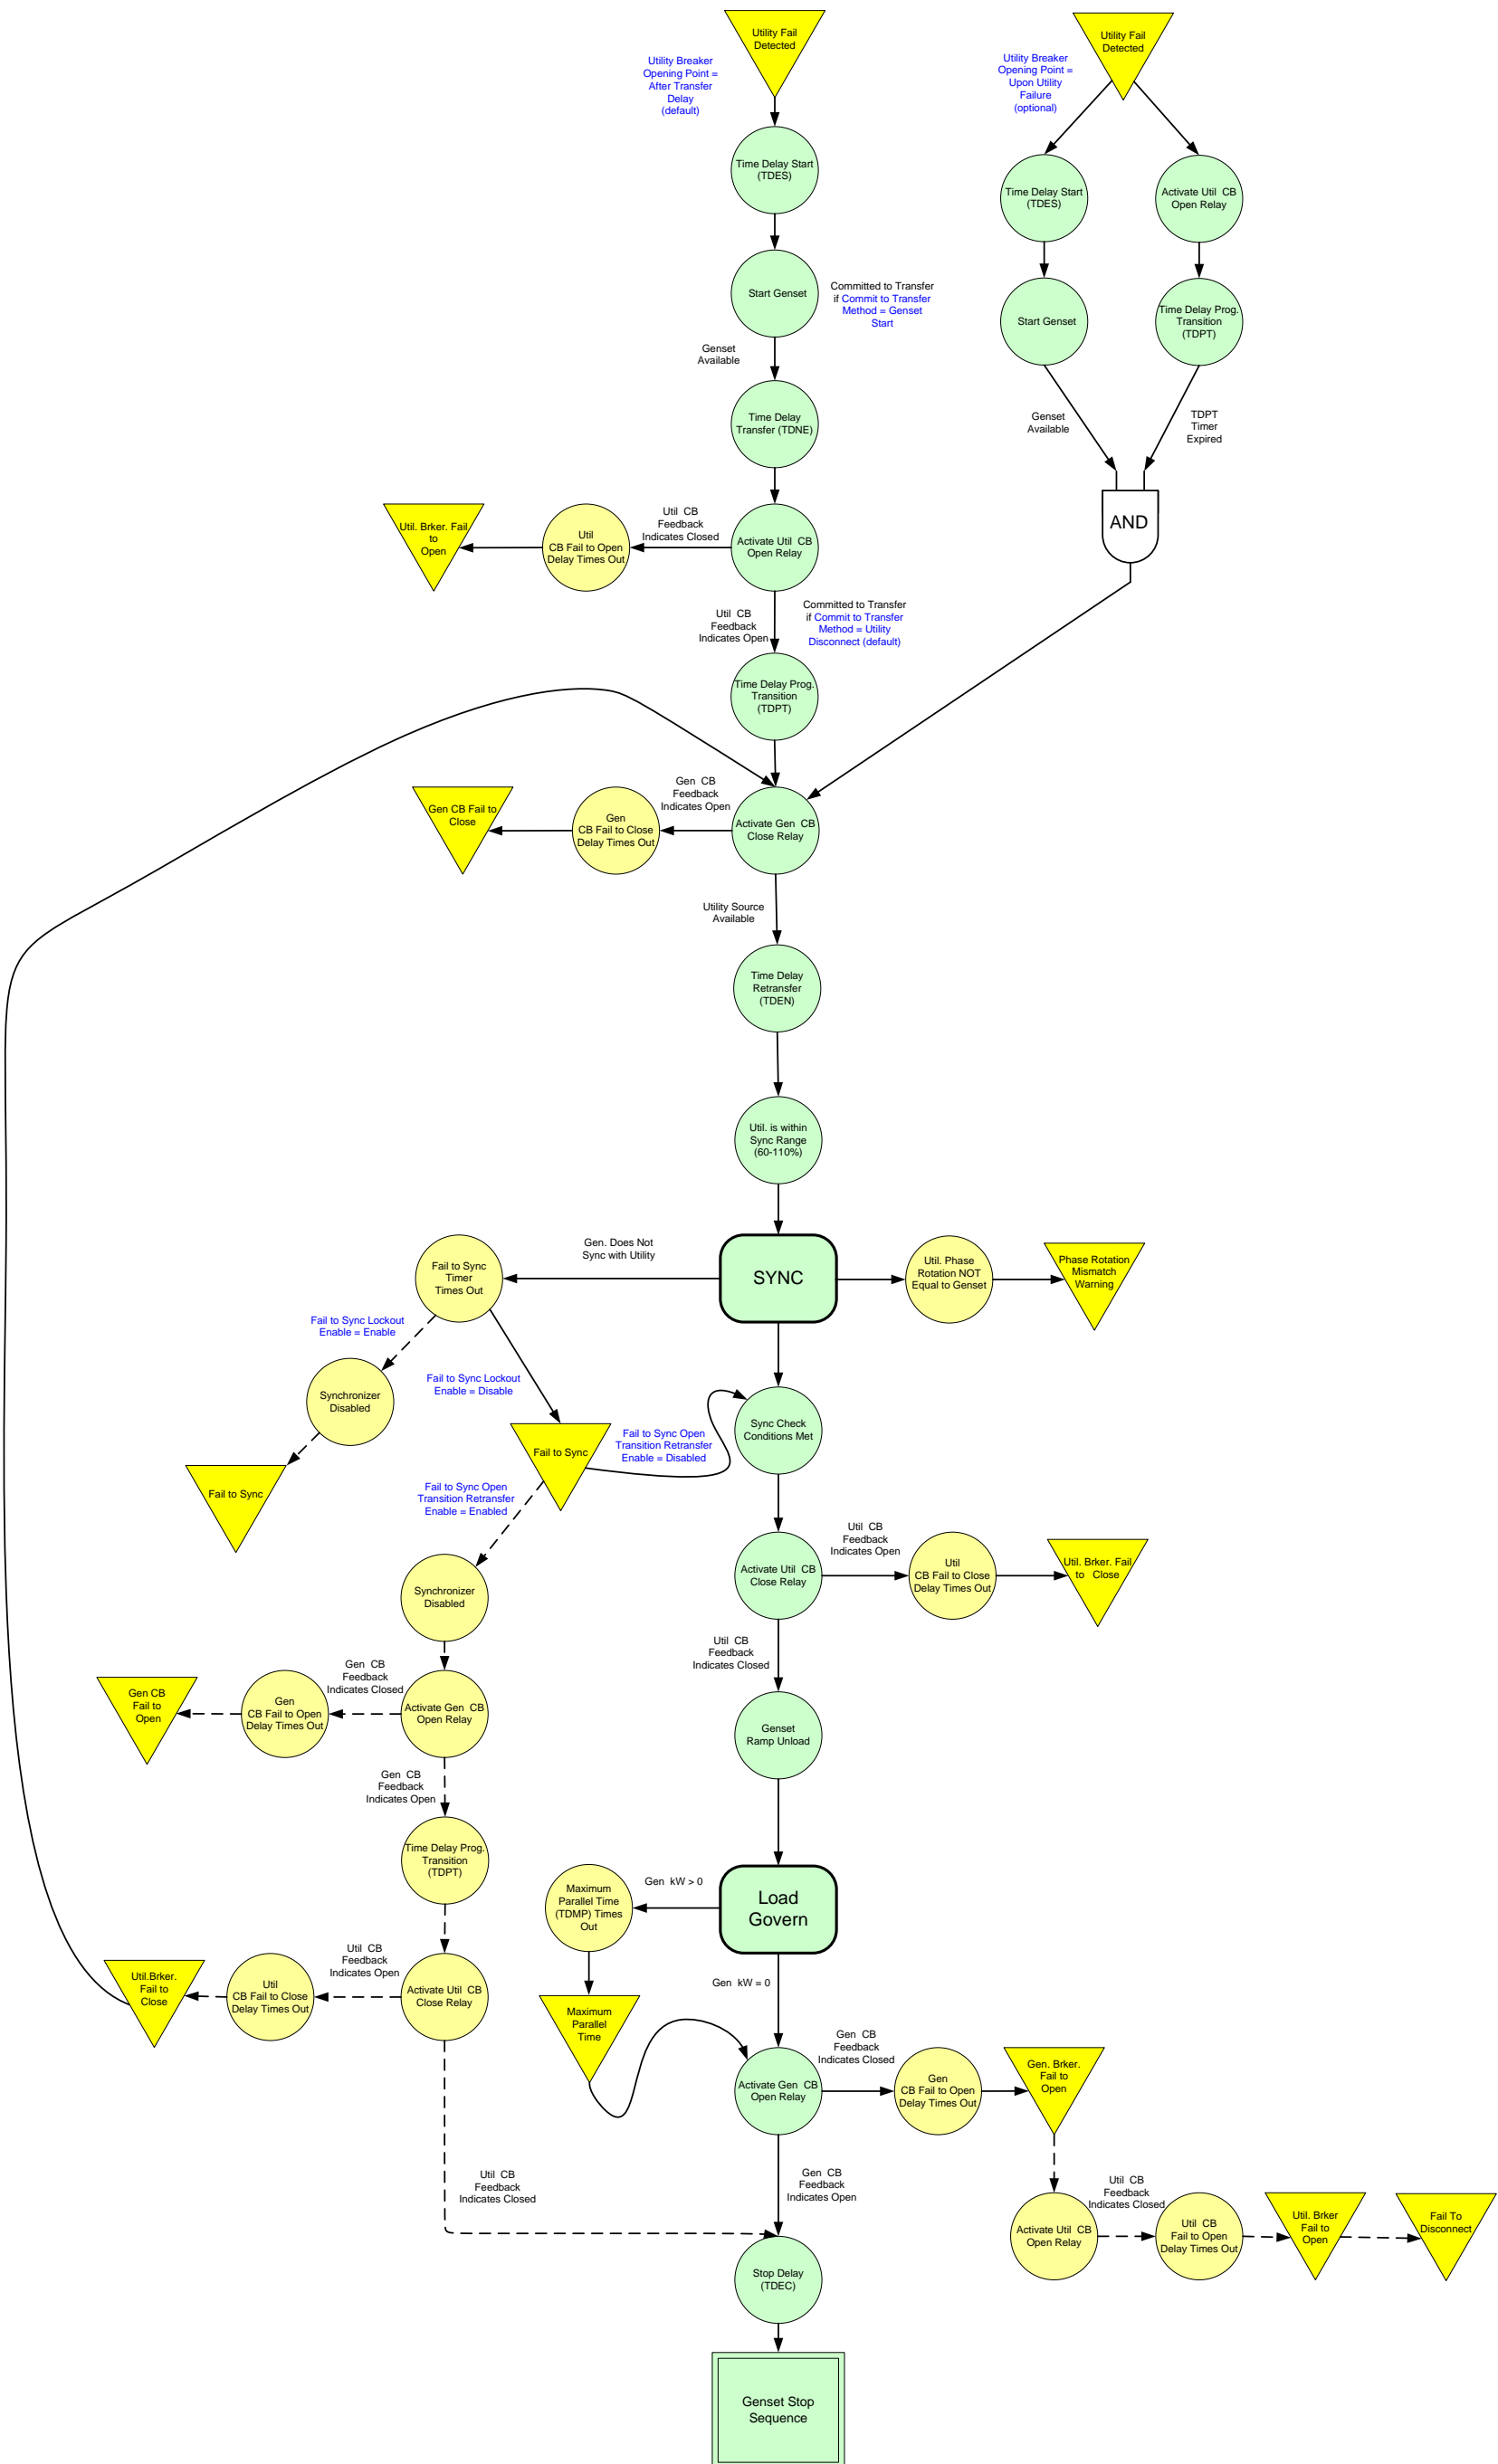 Utility Fail
Detected
Utility Fail
Detected
Utility Breaker
Opening Point =
After Transfer
Delay
(default)
Utility Breaker
Opening Point =
Upon Utility
Failure
(optional)
Time Delay Start
(TDES)
Time Delay Start
(TDES)
Activate Util CB
Open Relay
Start Genset
Committed to Transfer
if Commit to Transfer
Method = Genset
Start
Start Genset
Time Delay Prog.
Transition
(TDPT)
Genset
Available
Time Delay
Transfer (TDNE)
Genset
Available
TDPT
Timer
Expired
AND
Util. Brker. Fail
to
Open
Util
CB Fail to Open
Delay Times Out
Util CB
Feedback
Indicates Closed
Activate Util CB
Open Relay
Util CB
Feedback
Indicates Open
Committed to Transfer
if Commit to Transfer
Method = Utility
Disconnect (default)
Time Delay Prog.
Transition
(TDPT)
Gen CB Fail to
Close
Gen
CB Fail to Close
Delay Times Out
Gen CB
Feedback
Indicates Open
Activate Gen CB
Close Relay
Utility Source
Available
Time Delay
Retransfer
(TDEN)
Util. is within
Sync Range
(60-110%)
Fail to Sync
Timer
Times Out
Gen. Does Not
Sync with Utility
SYNC
Util. Phase
Rotation NOT
Equal to Genset
Phase Rotation
Mismatch
Warning
Fail to Sync Lockout
Enable = Enable
Fail to Sync Lockout
Enable = Disable
Synchronizer
Disabled
Fail to Sync
Fail to Sync
Fail to Sync Open
Transition Retransfer
Enable = Disabled
Sync Check
Conditions Met
Fail to Sync Open
Transition Retransfer
Enable = Enabled
Synchronizer
Disabled
Activate Util CB
Close Relay
Util CB
Feedback
Indicates Open
Util
CB Fail to Close
Delay Times Out
Util. Brker. Fail
to Close
Util CB
Feedback
Indicates Closed
Gen CB
Fail to
Open
Gen
CB Fail to Open
Delay Times Out
Gen CB
Feedback
Indicates Closed
Activate Gen CB
Open Relay
Genset
Ramp Unload
Gen CB
Feedback
Indicates Open
Time Delay Prog.
Transition
(TDPT)
Maximum
Parallel Time
(TDMP) Times
Out
Gen kW > 0
Load
Govern
Util.Brker.
Fail to
Close
Util
CB Fail to Close
Delay Times Out
Util CB
Feedback
Indicates Open
Activate Util CB
Close Relay
Gen kW = 0
Maximum
Parallel
Time
Activate Gen CB
Open Relay
Gen CB
Feedback
Indicates Closed
Gen
CB Fail to Open
Delay Times Out
Gen. Brker.
Fail to
Open
Util CB
Feedback
Indicates Closed
Gen CB
Feedback
Indicates Open
Activate Util CB
Open Relay
Util CB
Feedback
Indicates Closed
Util CB
Fail to Open
Delay Times Out
Util. Brker
Fail to
Open
Fail To
Disconnect
Stop Delay
(TDEC)
Genset Stop
Sequence